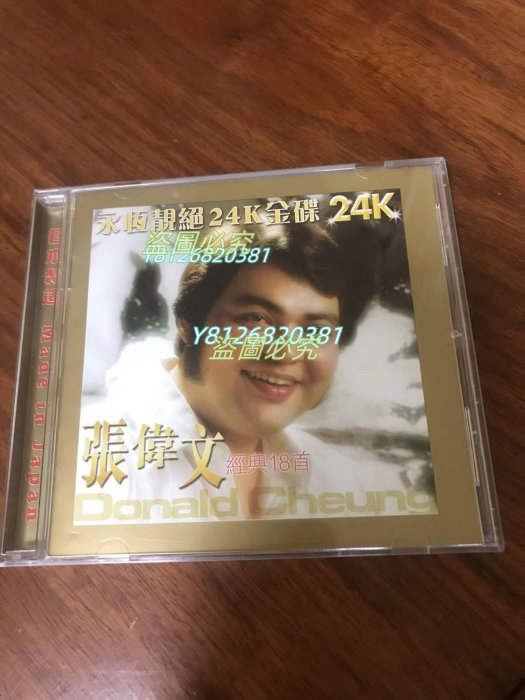 永恆靚絕24K金碟 24K
盜圖必究
Y8126820381
Y8126820381
盜圖必究
張偉文
經典18首
Donald Cheung
日本製造 Made in Japan